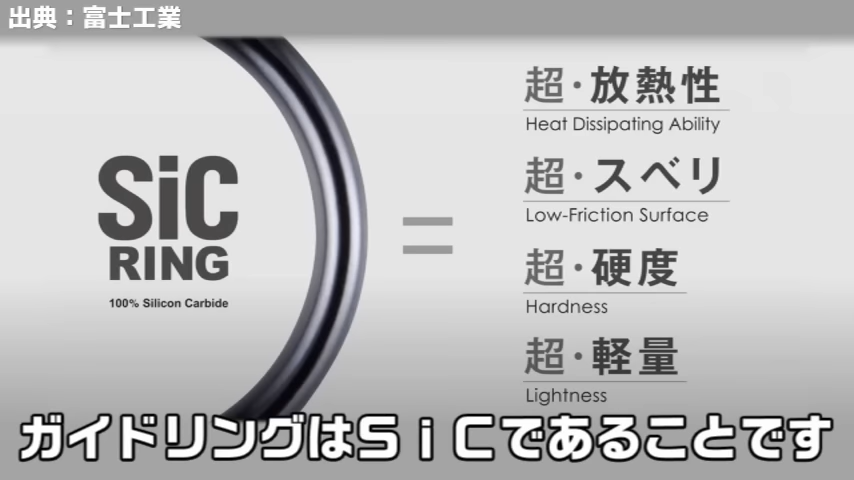 出典：富士工業
SiC
RING
100% Silicon Carbide
=
超・放熱性
Heat Dissipating Ability
超・スベリ
Low-Friction Surface
超・硬度
Hardness
超・軽量
Lightness
ガイドリングはＳｉＣであることです